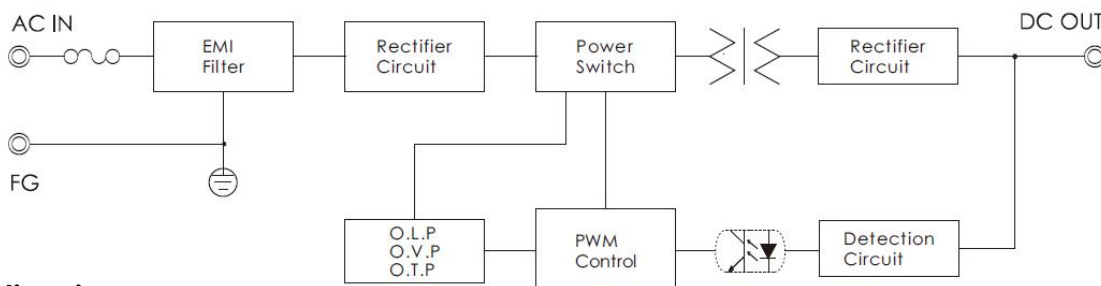 AC IN
DC OUT
EMI
Filter
Rectifier
Circuit
Power
Switch
Rectifier
Circuit
FG
O.L.P
O.V.P
O.T.P
PWM
Control
Detection
Circuit